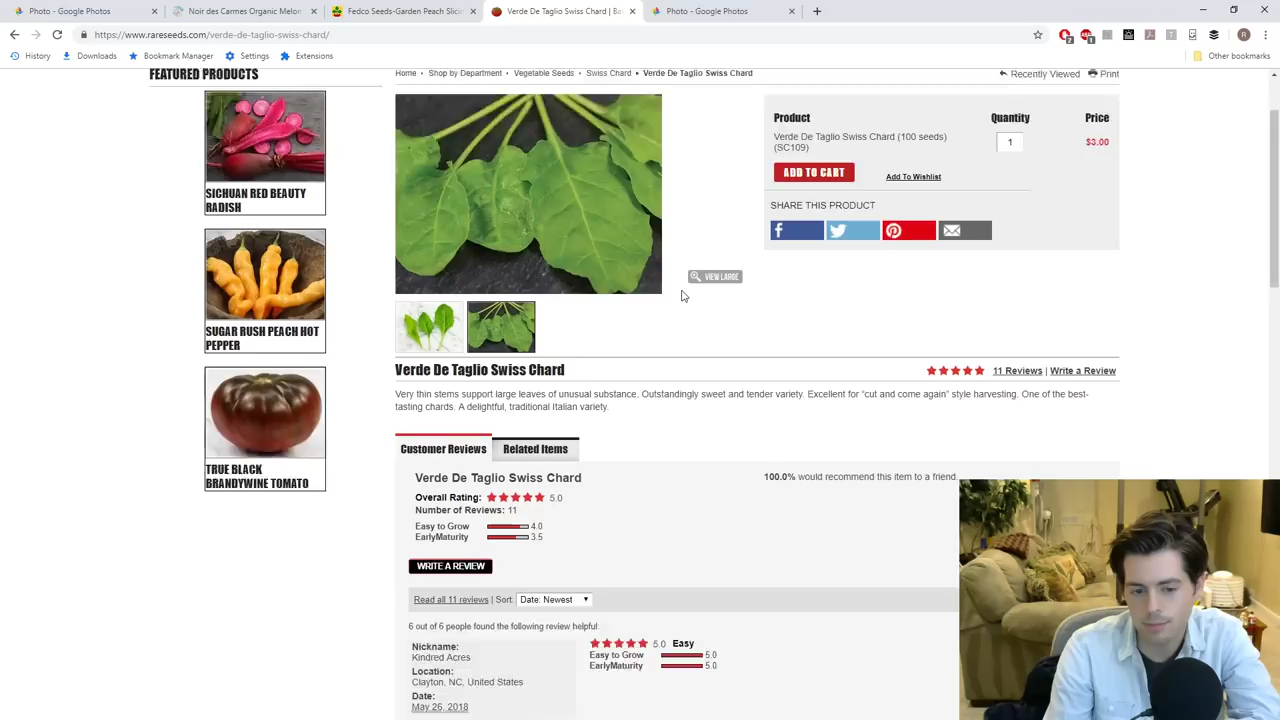 Photo - Google Photos
Noir des Carmes Organic Melon
Fedco Seeds-Garden Peach Slicin
Verde De Taglio Swiss Chard | Ba
Photo - Google Photos
https://www.rareseeds.com/verde-de-taglio-swiss-chard/
History
Downloads
Bookmark Manager
Settings
Extensions
Other bookmarks
FEATURED PRODUCTS
Home • Shop by Department • Vegetable Seeds • Swiss Chard ▸ Verde De Taglio Swiss Chard
Recently Viewed
Print
Product
Quantity
Price
Verde De Taglio Swiss Chard (100 seeds)
(SC109)
1
$3.00
ADD TO CART
Add To Wishlist
SHARE THIS PRODUCT
VIEW LARGE
SICHUAN RED BEAUTY
RADISH
SUGAR RUSH PEACH HOT
PEPPER
TRUE BLACK
BRANDYWINE TOMATO
Verde De Taglio Swiss Chard
11 Reviews | Write a Review
Very thin stems support large leaves of unusual substance. Outstandingly sweet and tender variety. Excellent for "cut and come again" style harvesting. One of the best-
tasting chards. A delightful, traditional Italian variety.
Customer Reviews
Related Items
Verde De Taglio Swiss Chard
100.0% would recommend this item to a friend.
Overall Rating: 5.0
Number of Reviews: 11
Easy to Grow 4.0
EarlyMaturity 3.5
WRITE A REVIEW
Read all 11 reviews | Sort: Date: Newest
6 out of 6 people found the following review helpful:
Nickname:
Kindred Acres
Location:
Clayton, NC, United States
Date:
May 26, 2018
5.0 Easy
Easy to Grow 5.0
EarlyMaturity 5.0